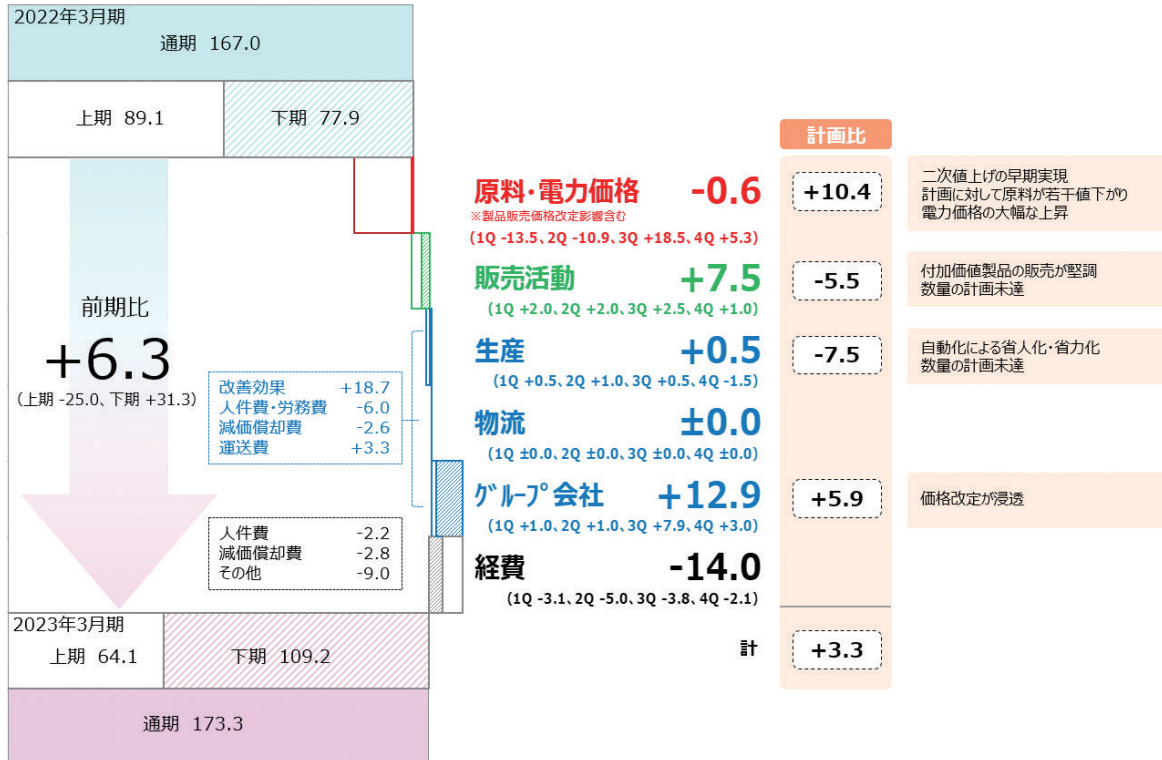 2022年3月期
通期 167.0
上期 89.1
下期 77.9
計画比
原料・電力価格 -0.6
※製品販売価格改定影響含む
(1Q -13.5、2Q -10.9、3Q +18.5、4Q +5.3)
+10.4
二次値上げの早期実現
計画に対して原料が若干値下がり
電力価格の大幅な上昇
販売活動 +7.5
(1Q +2.0、2Q +2.0、3Q +2.5、4Q +1.0)
-5.5
付加価値製品の販売が堅調
数量の計画未達
前期比
+6.3
(上期 -25.0、下期 +31.3)
生産 +0.5
(1Q +0.5、2Q +1.0、3Q +0.5、4Q -1.5)
-7.5
自動化による省人化・省力化
数量の計画未達
改善効果 +18.7
人件費・労務費 -6.0
減価償却費 -2.6
運送費 +3.3
物流 ±0.0
(1Q ±0.0、2Q ±0.0、3Q ±0.0、4Q ±0.0)
グループ会社 +12.9
(1Q +1.0、2Q +1.0、3Q +7.9、4Q +3.0)
+5.9
価格改定が浸透
人件費 -2.2
減価償却費 -2.8
その他 -9.0
経費 -14.0
(1Q -3.1、2Q -5.0、3Q -3.8、4Q -2.1)
計
+3.3
2023年3月期
上期 64.1
下期 109.2
通期 173.3